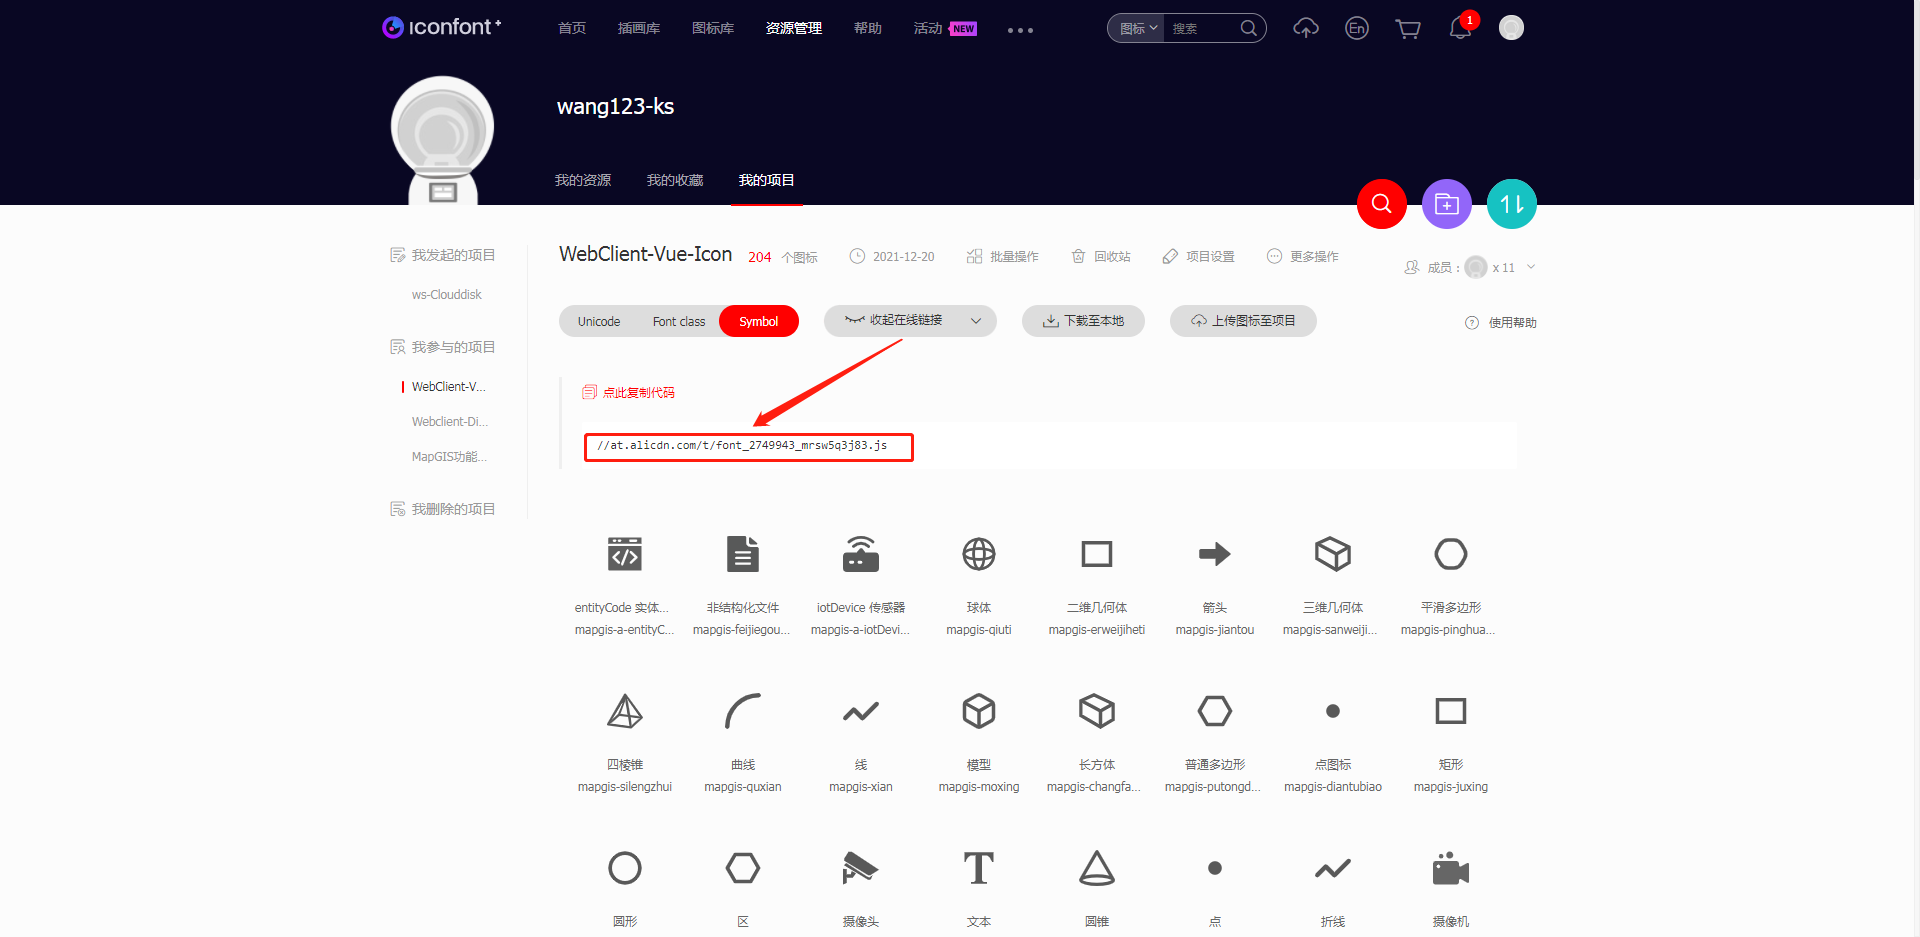 iconfont+
首页
插画库
图标库
资源管理
帮助
活动 NEW
图标
搜索
En
1
wang123-ks
我的资源
我的收藏
我的项目
我发起的项目
ws-Clouddisk
我参与的项目
WebClient-V...
Webclient-Di...
MapGIS功能...
我删除的项目
WebClient-Vue-Icon
204 个图标
2021-12-20
批量操作
回收站
项目设置
更多操作
成员：
x 11
Unicode
Font class
Symbol
收起在线链接
下载至本地
上传图标至项目
使用帮助
点此复制代码
//at.alicdn.com/t/font_2749943_mrsw5q3j83.js
entityCode 实体...
非结构化文件
iotDevice 传感器
球体
二维几何体
箭头
三维几何体
平滑多边形
mapgis-a-entityC...
mapgis-feijiegou...
mapgis-a-iotDevi...
mapgis-qiuti
mapgis-erweijiheti
mapgis-jiantou
mapgis-sanweiji...
mapgis-pinghua...
四棱锥
曲线
线
模型
长方体
普通多边形
点图标
矩形
mapgis-silengzhui
mapgis-quxian
mapgis-xian
mapgis-moxing
mapgis-changfa...
mapgis-putongd...
mapgis-diantubiao
mapgis-juxing
圆形
区
摄像头
文本
圆锥
点
折线
摄像机